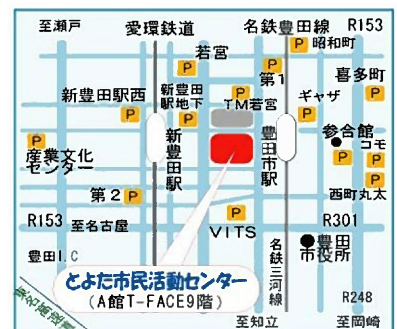 至瀬戸
愛環鉄道
名鉄豊田線
R153
若宮
昭和町
P
P
第1
P
喜多町
P
新豊田駅西
P
新豊田
駅地下
P
P
TM若宮
ギャザ
P
参合館
P
コモ
P
P
産業文化
センター
新豊田駅
豊田市駅
P
西町丸太
第2
P
P
VITS
R153
至名古屋
R301
豊田
市役所
豊田I.C
名鉄三河線
とよた市民活動センター
(A館T-FACE9階)
東名高速道
R248
至知立
至岡崎